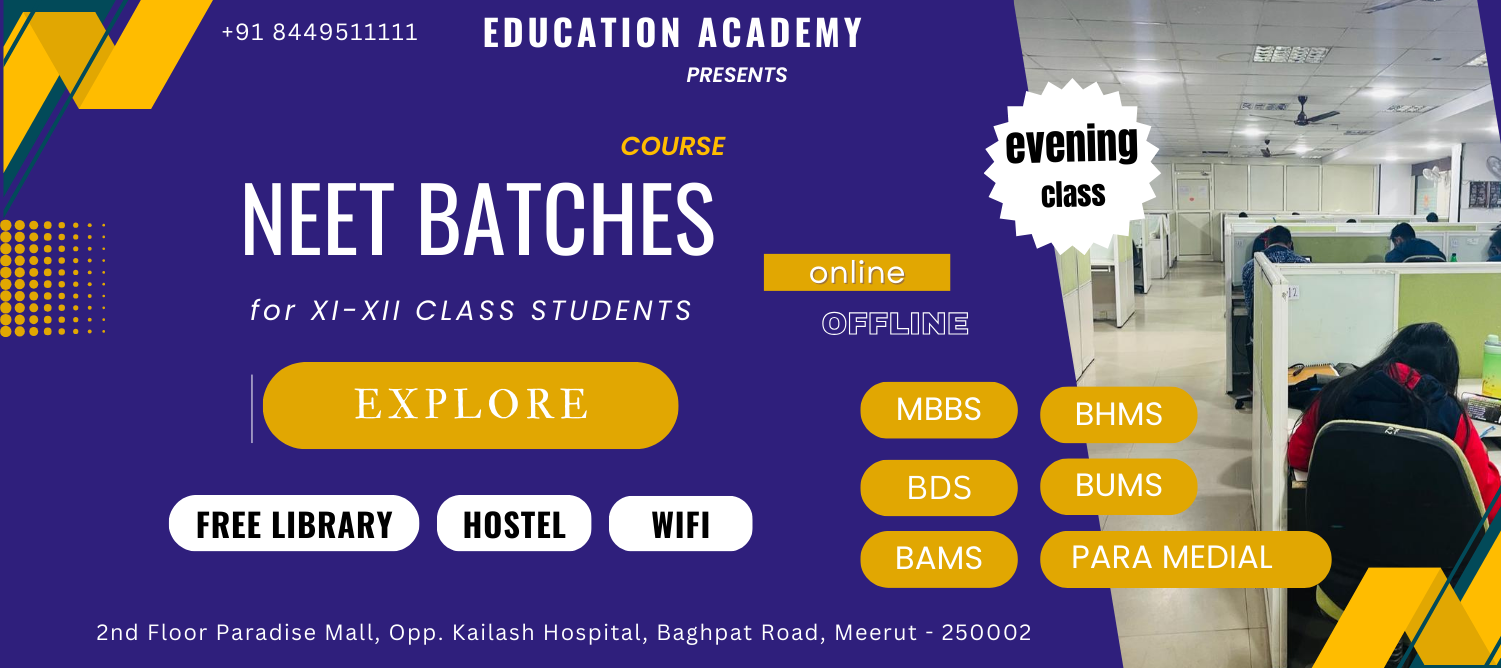 +91 8449511111
EDUCATION ACADEMY
PRESENTS
COURSE
NEET BATCHES
for XI-XII CLASS STUDENTS
EXPLORE
FREE LIBRARY
HOSTEL
WIFI
evening
class
online
OFFLINE
MBBS
BHMS
BDS
BUMS
BAMS
PARA MEDIAL
12
2nd Floor Paradise Mall, Opp. Kailash Hospital, Baghpat Road, Meerut - 250002